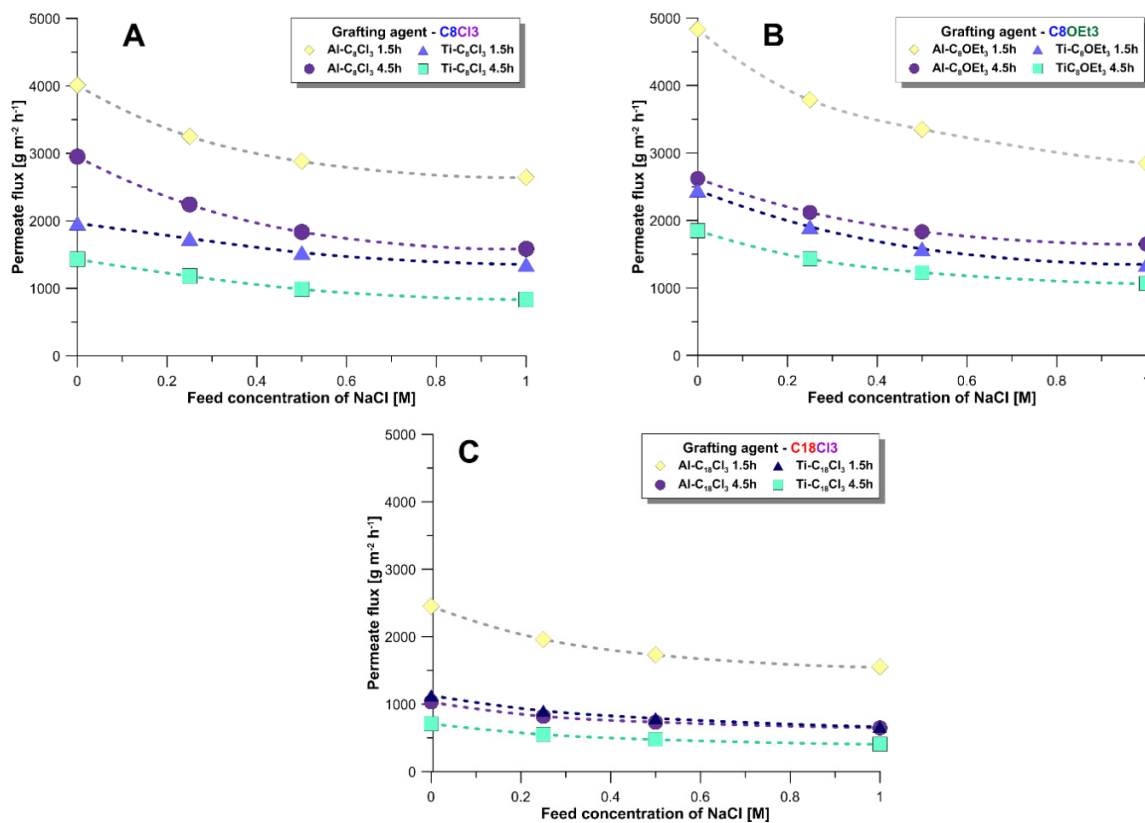 A
Grafting agent - C8Cl3
Al-C₈Cl₃ 1.5h Ti-C₈Cl₃ 1.5h
Al-C₈Cl₃ 4.5h Ti-C₈Cl₃ 4.5h
5000
4000
3000
2000
1000
0
Permeate flux [g m⁻² h⁻¹]
0 0.2 0.4 0.6 0.8 1
Feed concentration of NaCl [M]
B
Grafting agent - C8OEt3
Al-C₈OEt₃ 1.5h Ti-C₈OEt₃ 1.5h
Al-C₈OEt₃ 4.5h TiC₈OEt₃ 4.5h
5000
4000
3000
2000
1000
0
Permeate flux [g m⁻² h⁻¹]
0 0.2 0.4 0.6 0.8 1
Feed concentration of NaCl [M]
C
Grafting agent - C18Cl3
Al-C₁₈Cl₃ 1.5h Ti-C₁₈Cl₃ 1.5h
Al-C₁₈Cl₃ 4.5h Ti-C₁₈Cl₃ 4.5h
5000
4000
3000
2000
1000
0
Permeate flux [g m⁻² h⁻¹]
0 0.2 0.4 0.6 0.8 1
Feed concentration of NaCl [M]